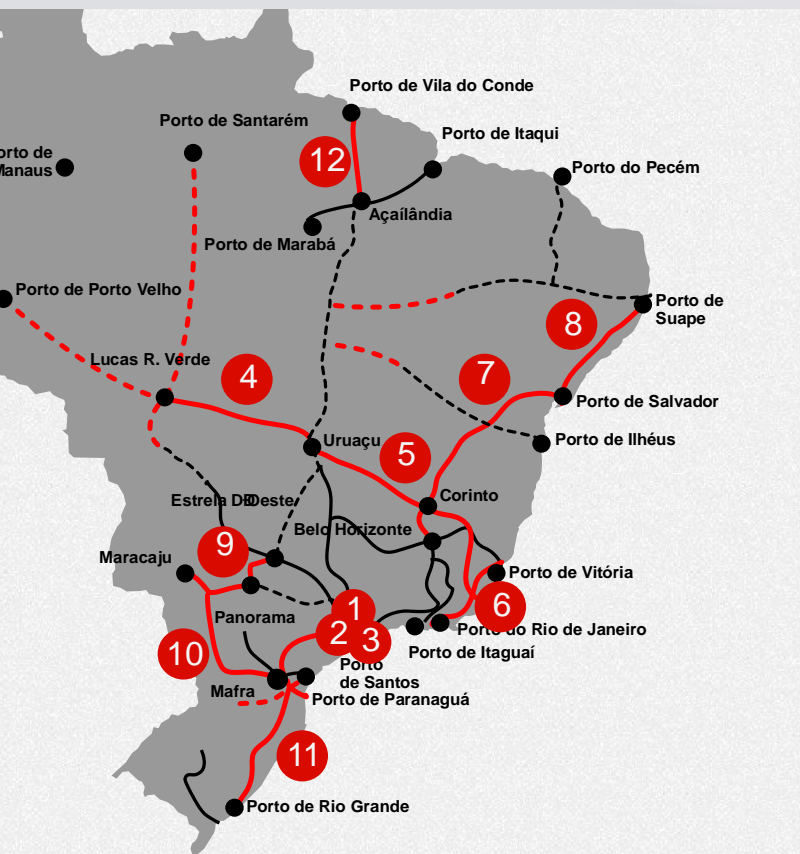 Porto de Vila do Conde
Porto de Santarém
Porto de Itaqui
12
orto de
Manaus
Porto do Pecém
Açaílândia
Porto de Marabá
Porto de Porto Velho
Porto de
Suape
8
Lucas R. Verde
4
7
Porto de Salvador
Uruaçu
5
Porto de Ilhéus
Estrela D Oeste
Corinto
Belo Horizonte
9
Maracaju
Porto de Vitória
1
6
Panorama
2
3
Porto do Rio de Janeiro
10
Porto de Itaguaí
Porto
de Santos
Mafra
Porto de Paranaguá
11
Porto de Rio Grande